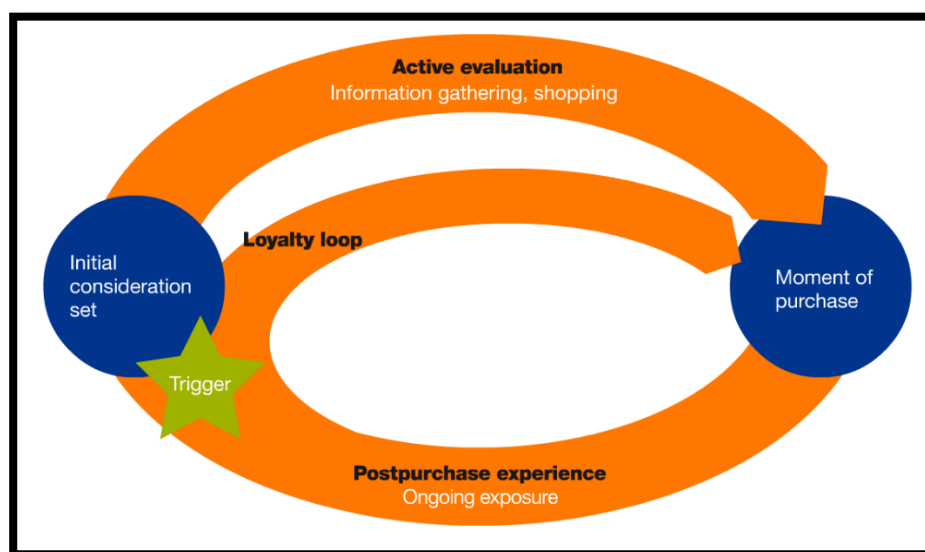 Active evaluation
Information gathering, shopping
Loyalty loop
Initial
consideration
set
Moment of
purchase
Trigger
Postpurchase experience
Ongoing exposure